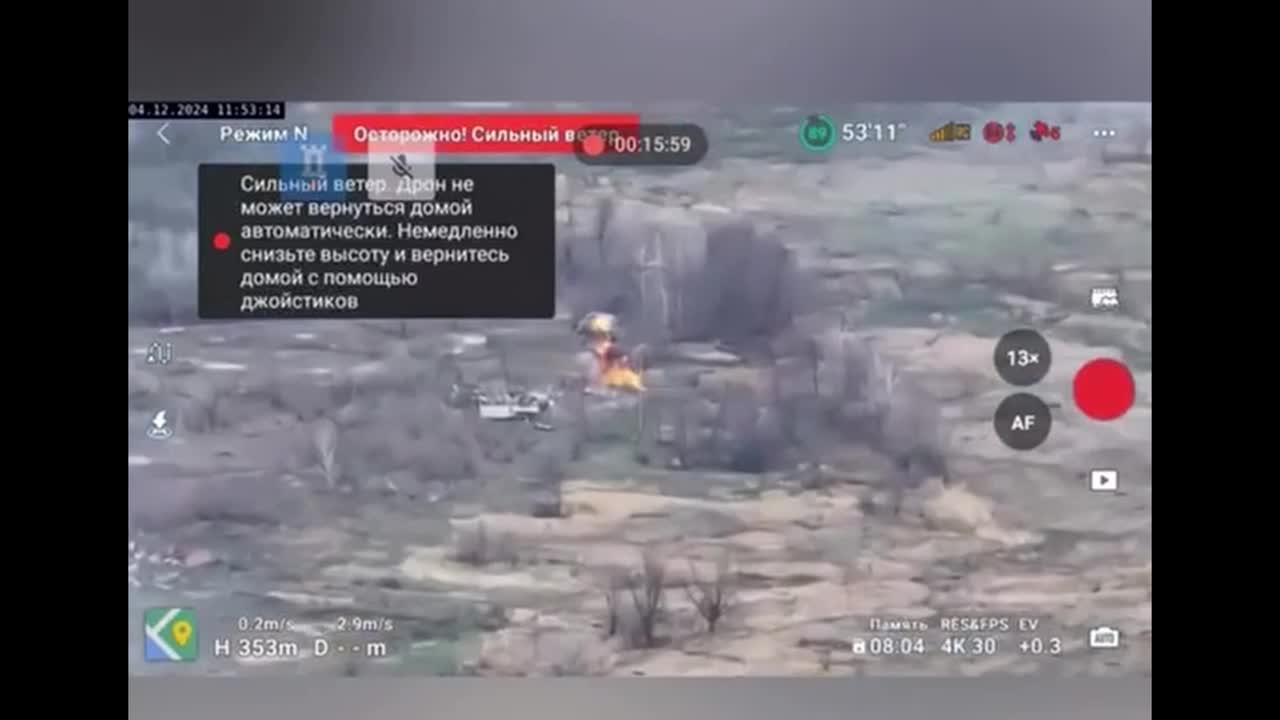 04.12.2024 11:53:14
Режим N
Осторожно! Сильный ветер
00:15:59
89
53'11"
Сильный ветер. Дрон не
может вернуться домой
автоматически. Немедленно
снизьте высоту и вернитесь
домой с помощью
джойстиков
13×
AF
0.2m/s
2.9m/s
H 353m D - - m
Память RES&FPS EV
08:04 4K 30 +0.3
AUTO